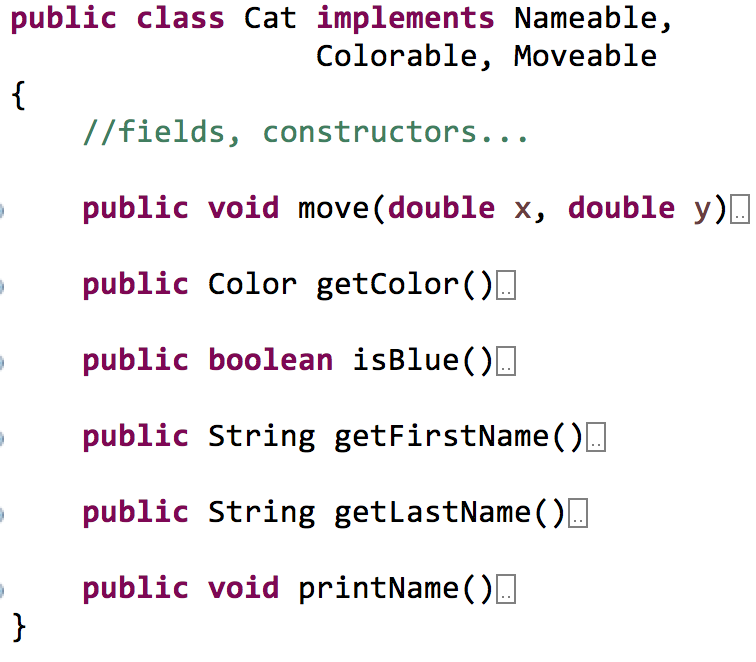 public class Cat implements Nameable,
Colorable, Moveable
{
//fields, constructors...
public void move(double x, double y)..
public Color getColor()..
public boolean isBlue()..
public String getFirstName()..
public String getLastName()..
public void printName()..
}